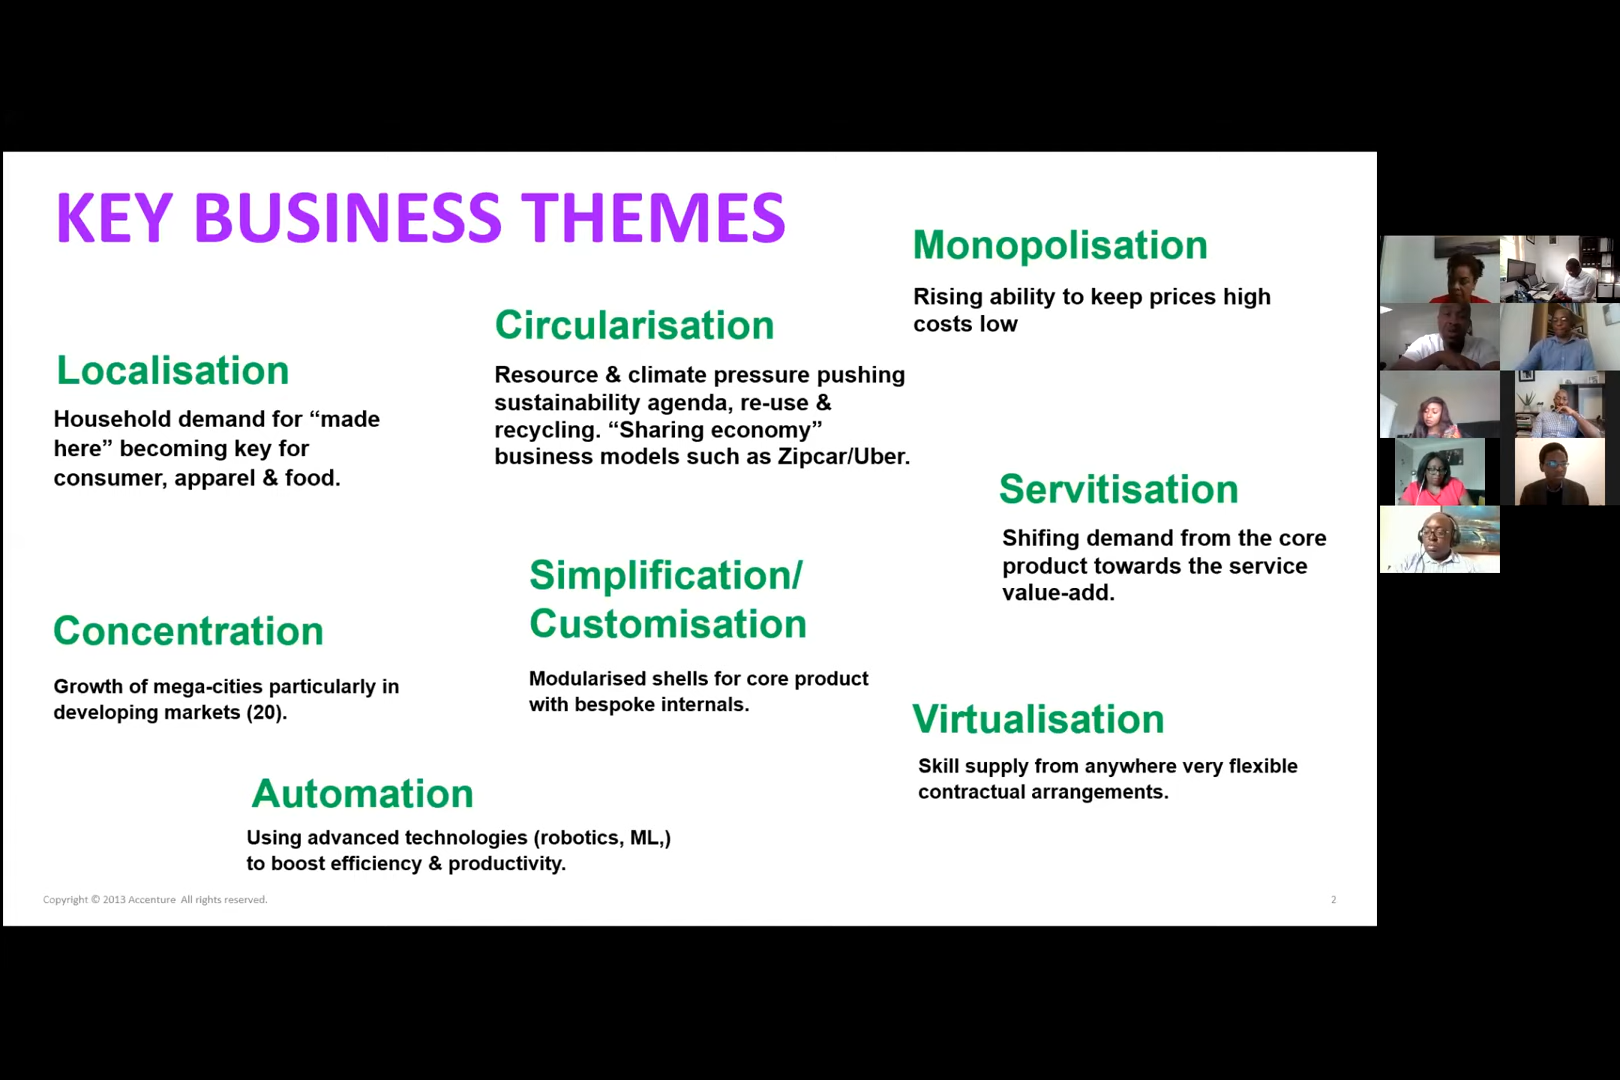 KEY BUSINESS THEMES
Monopolisation
Rising ability to keep prices high
costs low
Circularisation
Resource & climate pressure pushing
sustainability agenda, re-use &
recycling. “Sharing economy”
business models such as Zipcar/Uber.
Localisation
Household demand for “made
here” becoming key for
consumer, apparel & food.
Servitisation
Shifing demand from the core
product towards the service
value-add.
Simplification/
Customisation
Modularised shells for core product
with bespoke internals.
Concentration
Growth of mega-cities particularly in
developing markets (20).
Virtualisation
Skill supply from anywhere very flexible
contractual arrangements.
Automation
Using advanced technologies (robotics, ML,)
to boost efficiency & productivity.
Copyright © 2013 Accenture All rights reserved.
2